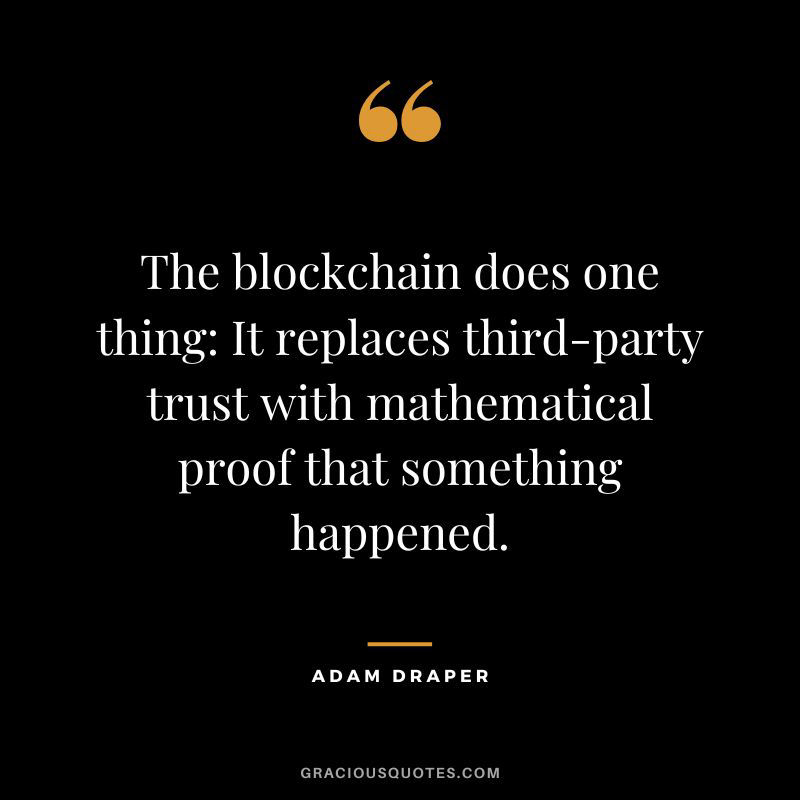 “
The blockchain does one
thing: It replaces third-party
trust with mathematical
proof that something
happened.
ADAM DRAPER
GRACIOUSQUOTES.COM